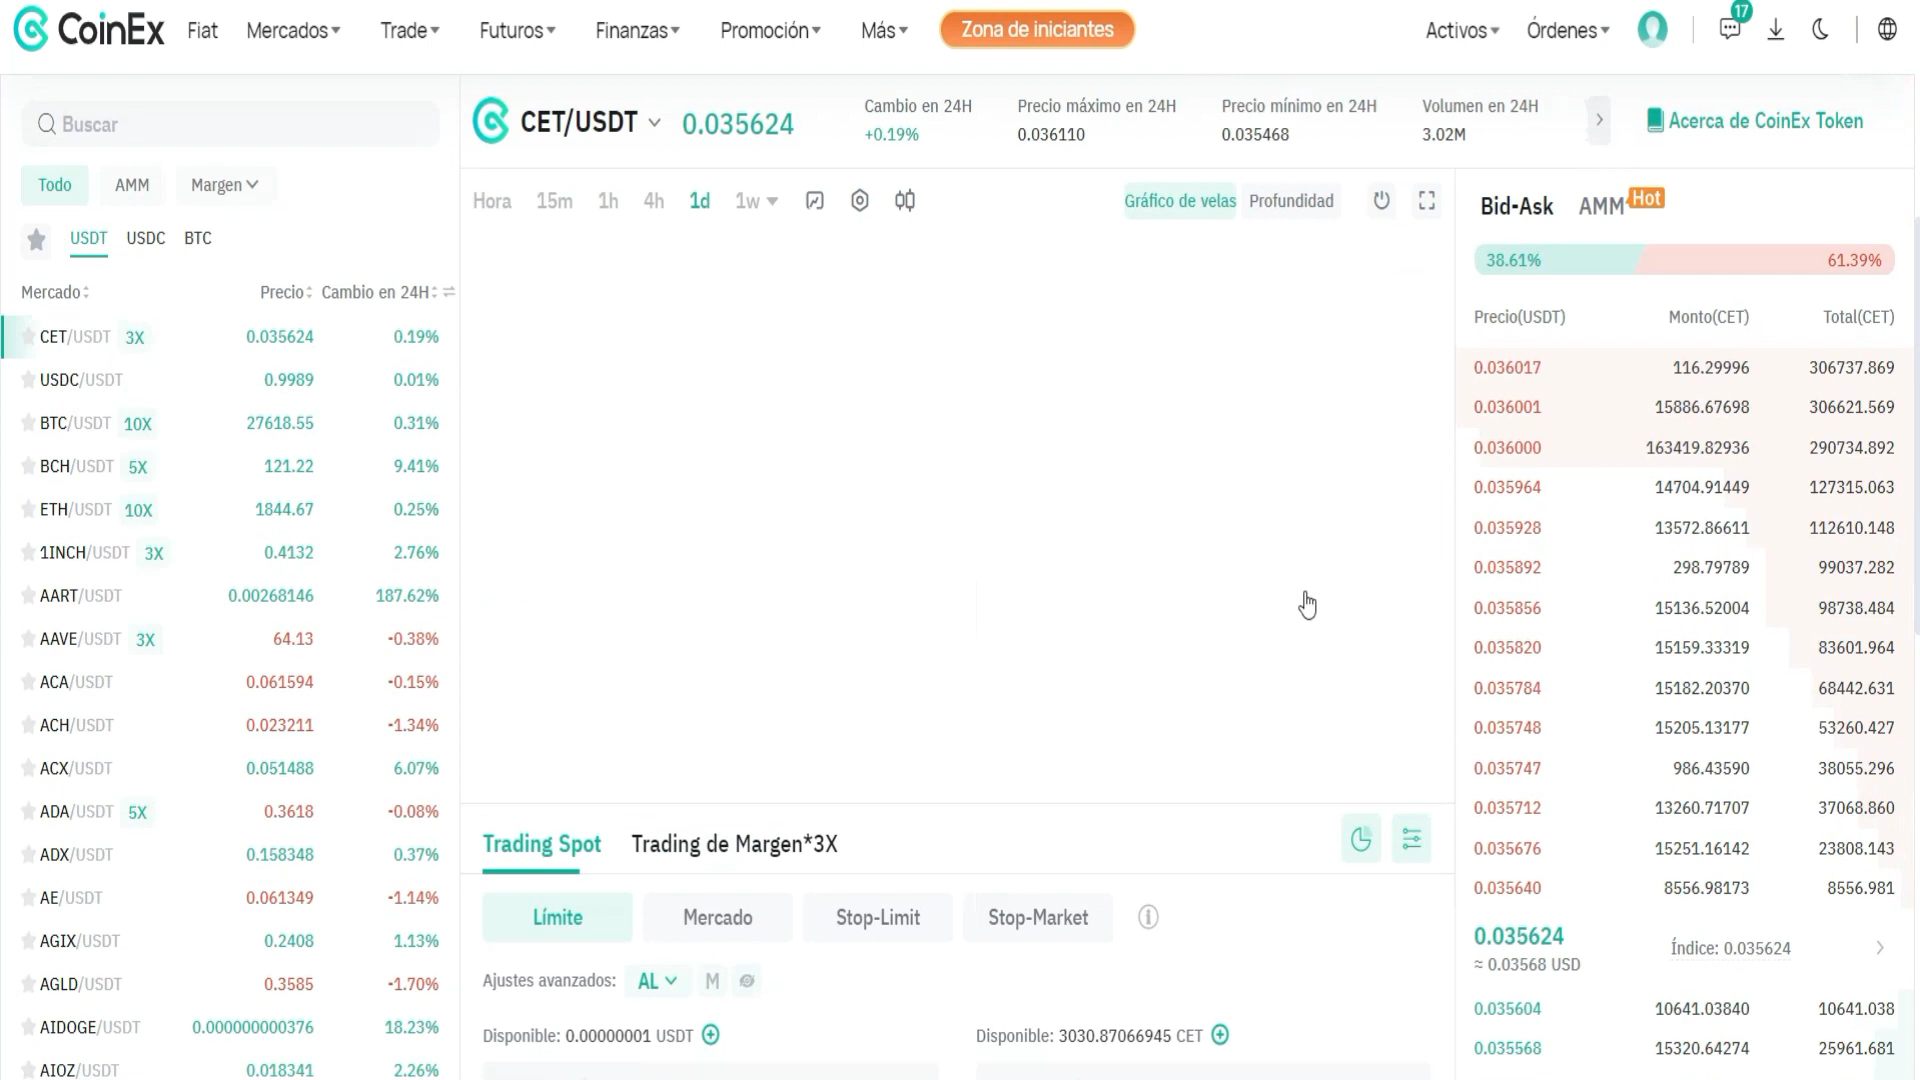 CoinEx Fiat Mercados Trade Futuros Finanzas Promoción Más Zona de iniciantes Activos Órdenes 17
Buscar
Todo AMM Margen
USDT USDC BTC
Mercado Precio Cambio en 24H
CET/USDT 3X 0.035624 0.19%
USDC/USDT 0.9989 0.01%
BTC/USDT 10X 27618.55 0.31%
BCH/USDT 5X 121.22 9.41%
ETH/USDT 10X 1844.67 0.25%
1INCH/USDT 3X 0.4132 2.76%
AART/USDT 0.00268146 187.62%
AAVE/USDT 3X 64.13 -0.38%
ACA/USDT 0.061594 -0.15%
ACH/USDT 0.023211 -1.34%
ACX/USDT 0.051488 6.07%
ADA/USDT 5X 0.3618 -0.08%
ADX/USDT 0.158348 0.37%
AE/USDT 0.061349 -1.14%
AGIX/USDT 0.2408 1.13%
AGLD/USDT 0.3585 -1.70%
AIDOGE/USDT 0.000000000376 18.23%
AIOZ/USDT 0.018341 2.26%
CET/USDT 0.035624
Cambio en 24H Precio máximo en 24H Precio mínimo en 24H Volumen en 24H
+0.19% 0.036110 0.035468 3.02M
Acerca de CoinEx Token
Hora 15m 1h 4h 1d 1w Gráfico de velas Profundidad
Trading Spot Trading de Margen*3X
Límite Mercado Stop-Limit Stop-Market
Ajustes avanzados: AL M
Disponible: 0.00000001 USDT Disponible: 3030.87066945 CET
Bid-Ask AMM Hot
38.61% 61.39%
Precio(USDT) Monto(CET) Total(CET)
0.036017 116.29996 306737.869
0.036001 15886.67698 306621.569
0.036000 163419.82936 290734.892
0.035964 14704.91449 127315.063
0.035928 13572.86611 112610.148
0.035892 298.79789 99037.282
0.035856 15136.52004 98738.484
0.035820 15159.33319 83601.964
0.035784 15182.20370 68442.631
0.035748 15205.13177 53260.427
0.035747 986.43590 38055.296
0.035712 13260.71707 37068.860
0.035676 15251.16142 23808.143
0.035640 8556.98173 8556.981
0.035624 Índice: 0.035624
≈ 0.03568 USD
0.035604 10641.03840 10641.038
0.035568 15320.64274 25961.681